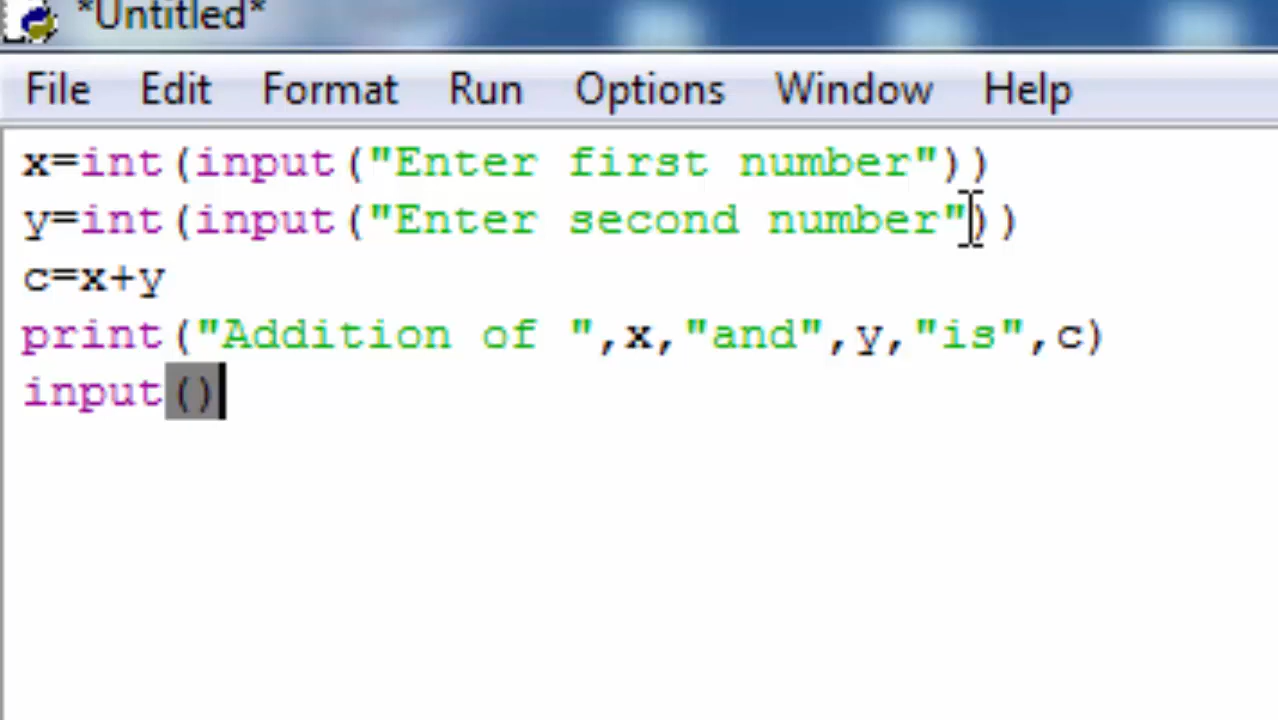 *Untitled*
File Edit Format Run Options Window Help
x=int(input("Enter first number"))
y=int(input("Enter second number"))
c=x+y
print("Addition of ",x,"and",y,"is",c)
input()